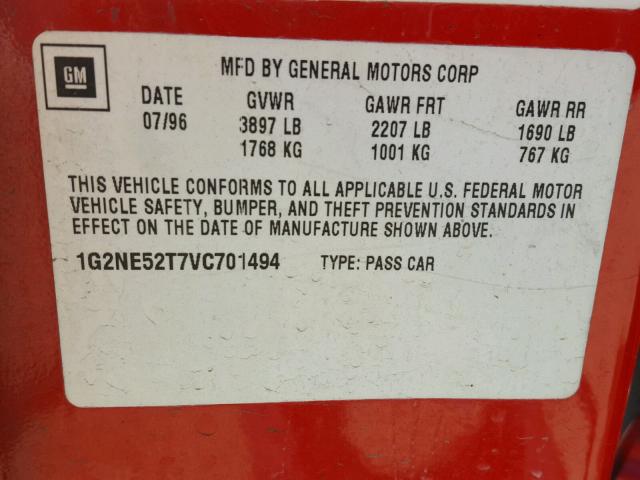 GM
MFD BY GENERAL MOTORS CORP
DATE GVWR GAWR FRT GAWR RR
07/96 3897 LB 2207 LB 1690 LB
1768 KG 1001 KG 767 KG
THIS VEHICLE CONFORMS TO ALL APPLICABLE U.S. FEDERAL MOTOR
VEHICLE SAFETY, BUMPER, AND THEFT PREVENTION STANDARDS IN
EFFECT ON THE DATE OF MANUFACTURE SHOWN ABOVE.
1G2NE52T7VC701494 TYPE: PASS CAR